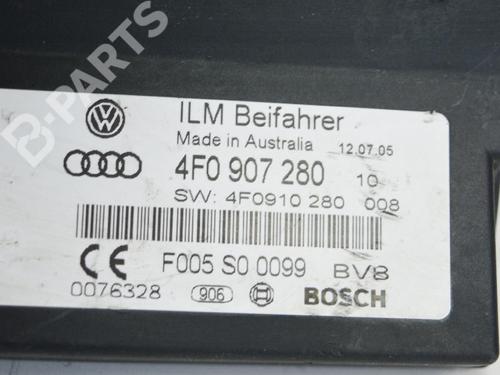 B-PARTS
ILM Beifahrer
Made in Australia 12.07.05
4F0 907 280 10
SW: 4F0910 280 008
F005 S0 0099 BV8
0076328 906 BOSCH